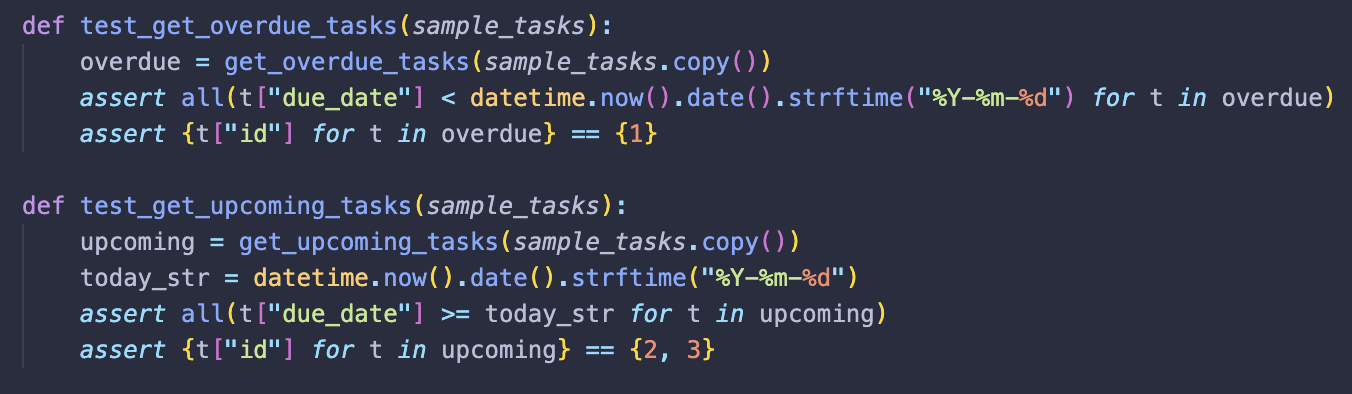 def test_get_overdue_tasks(sample_tasks):
    overdue = get_overdue_tasks(sample_tasks.copy())
    assert all(t["due_date"] < datetime.now().date().strftime("%Y-%m-%d") for t in overdue)
    assert {t["id"] for t in overdue} == {1}

def test_get_upcoming_tasks(sample_tasks):
    upcoming = get_upcoming_tasks(sample_tasks.copy())
    today_str = datetime.now().date().strftime("%Y-%m-%d")
    assert all(t["due_date"] >= today_str for t in upcoming)
    assert {t["id"] for t in upcoming} == {2, 3}